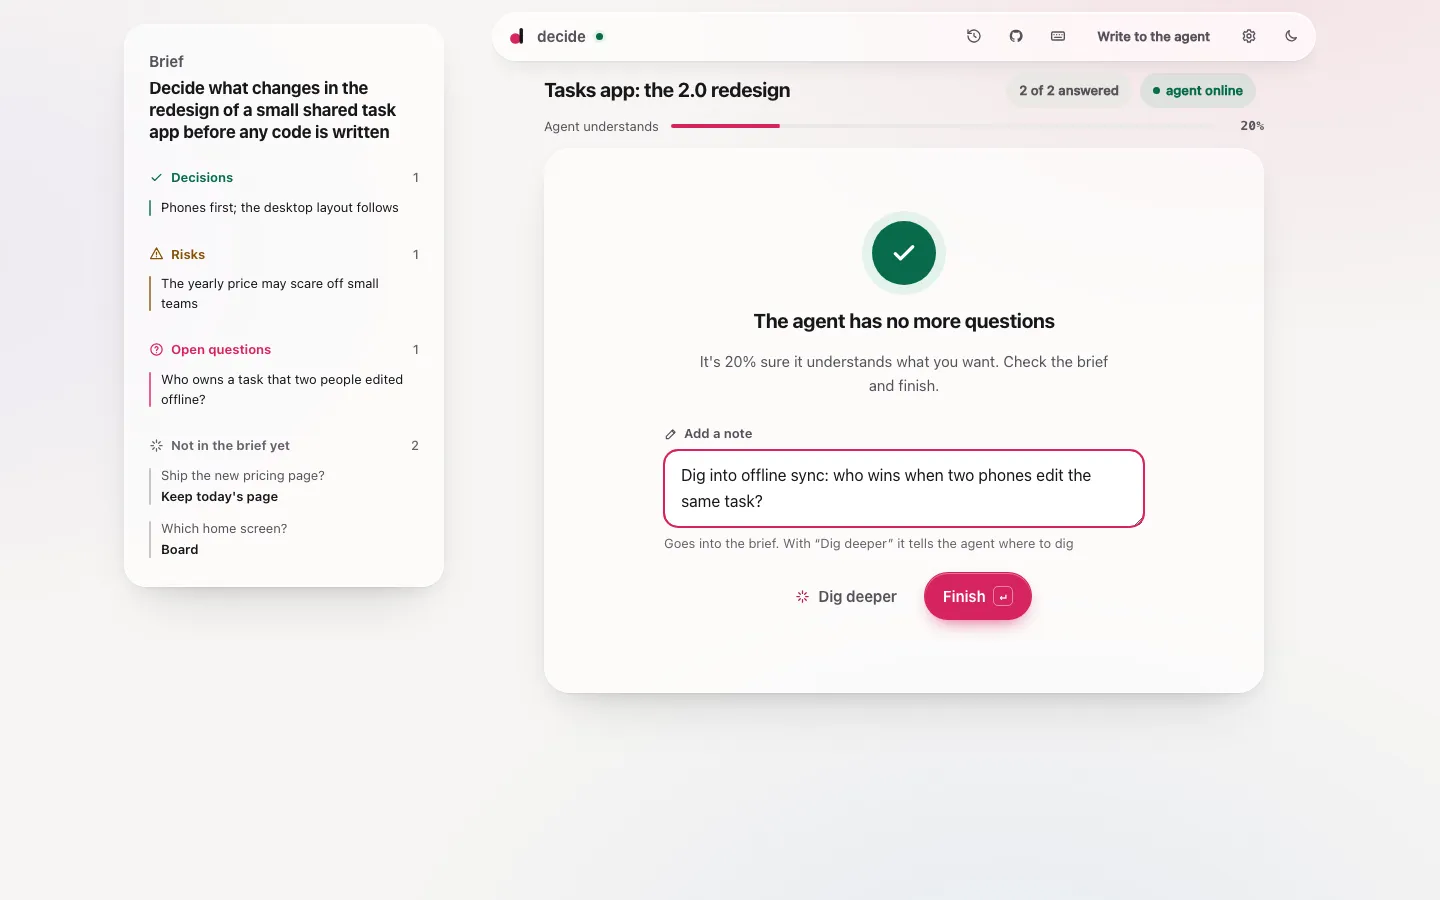 Brief
Decide what changes in the
redesign of a small shared task
app before any code is written
Decisions 1
Phones first; the desktop layout follows
Risks 1
The yearly price may scare off small
teams
Open questions 1
Who owns a task that two people edited
offline?
Not in the brief yet 2
Ship the new pricing page?
Keep today's page
Which home screen?
Board
decide
Write to the agent
Tasks app: the 2.0 redesign
2 of 2 answered
agent online
Agent understands 20%
The agent has no more questions
It's 20% sure it understands what you want. Check the brief
and finish.
Add a note
Dig into offline sync: who wins when two phones edit the
same task?
Goes into the brief. With “Dig deeper” it tells the agent where to dig
Dig deeper
Finish ↵